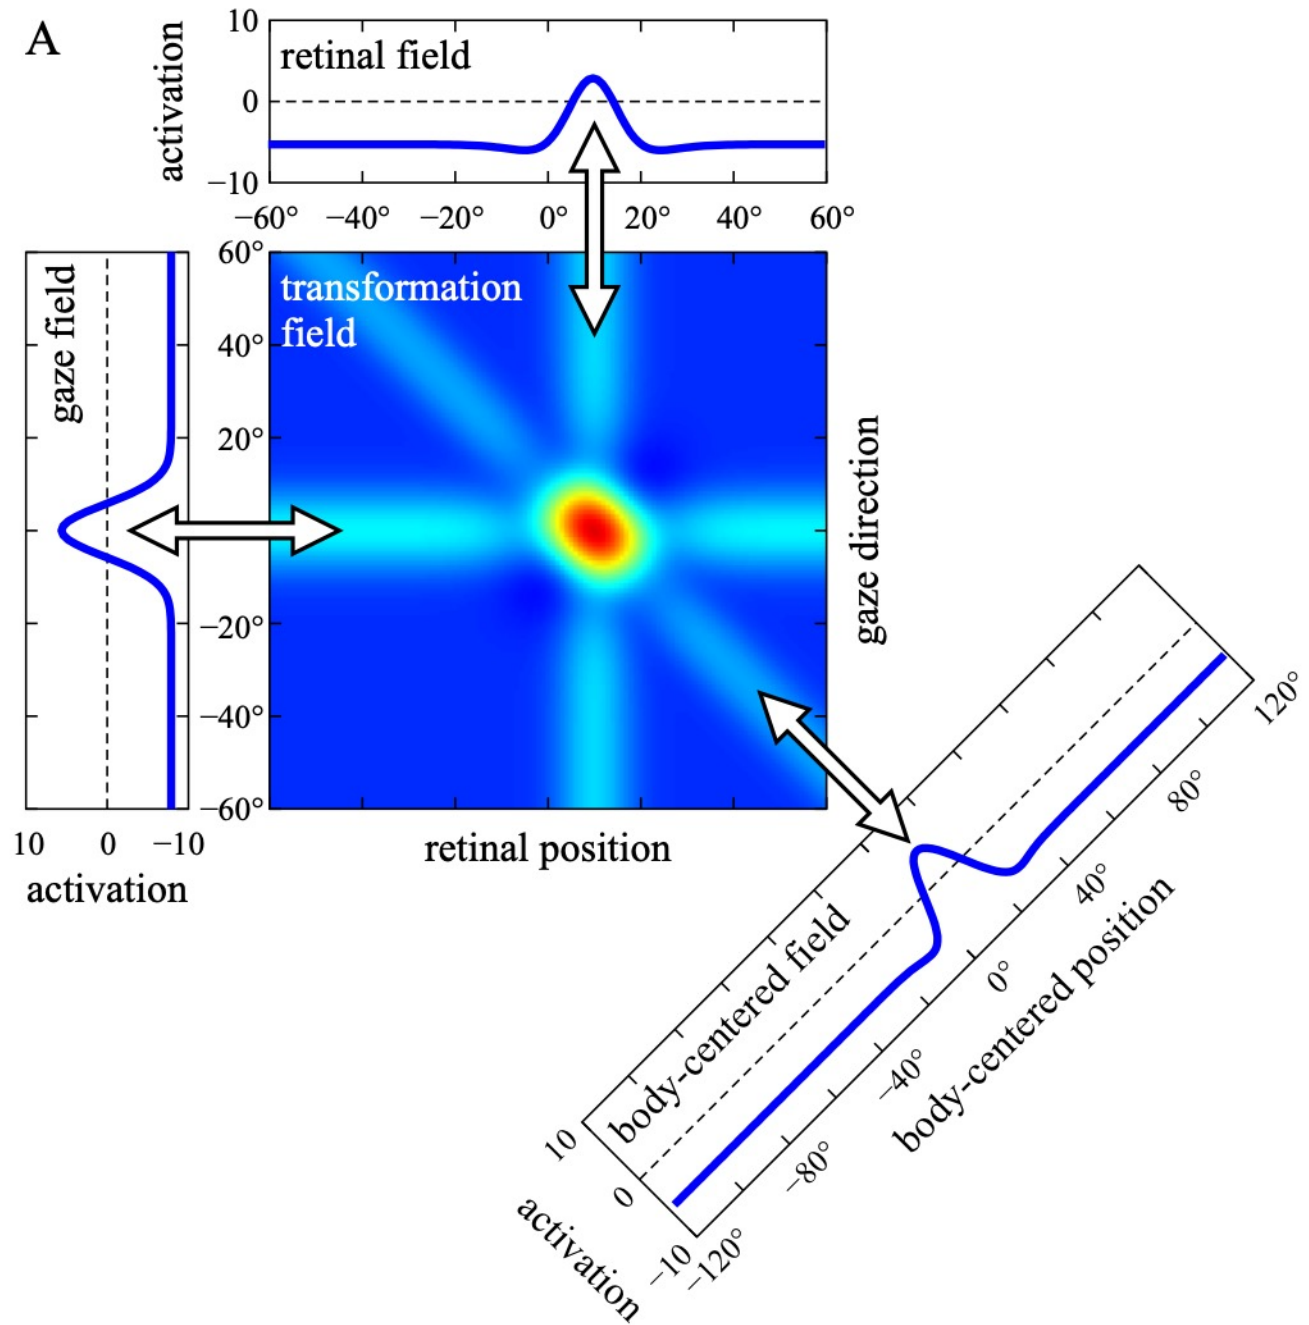 A
activation
10
0
−10
retinal field
−60° −40° −20° 0° 20° 40° 60°
gaze field
10 0 −10
activation
60°
40°
20°
−20°
−40°
−60°
transformation
field
retinal position
gaze direction
body-centered field
10
0
−10
activation
−120°
−80°
−40°
0°
40°
80°
120°
body-centered position